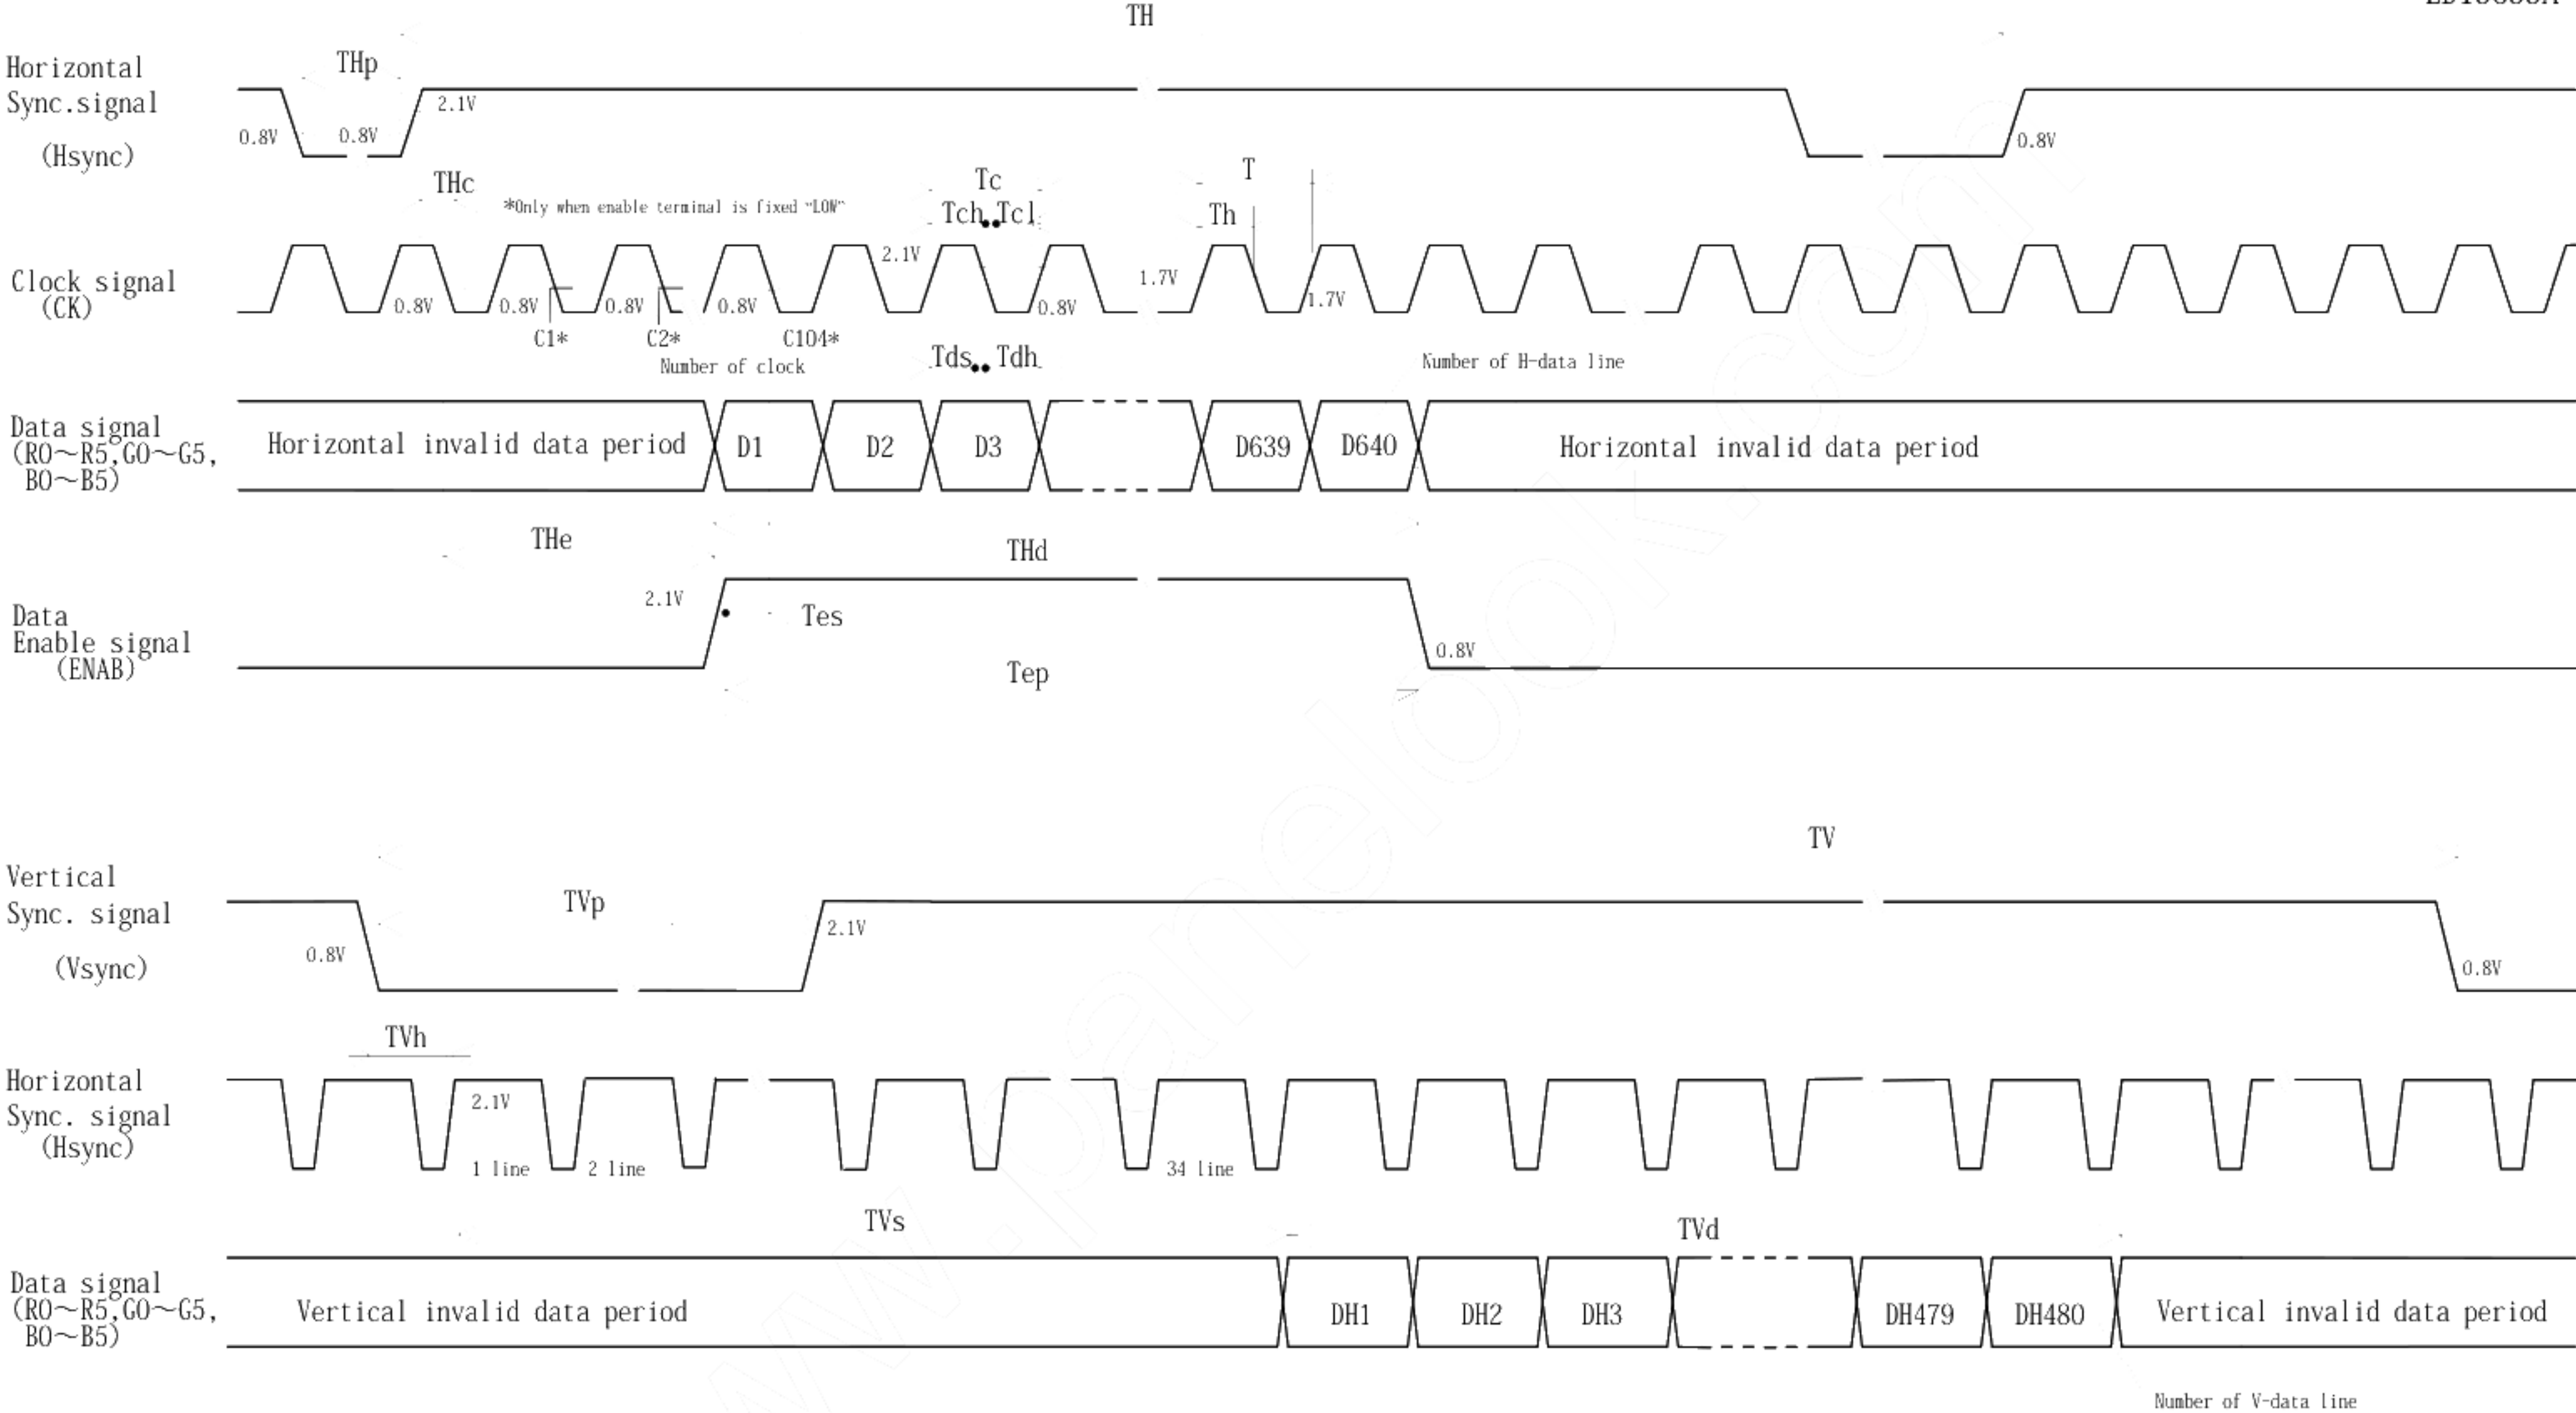 TH
Horizontal
THp
Sync.signal
2.1V
0.8V
0.8V
0.8V
(Hsync)
THc
*Only when enable terminal is fixed “LOW”
Tc
T
Tch
Tcl
Th
Clock signal
(CK)
2.1V
1.7V
1.7V
0.8V
0.8V
0.8V
0.8V
0.8V
C1*
C2*
C104*
Number of clock
Tds
Tdh
Number of H-data line
Data signal
(R0~R5,G0~G5,
B0~B5)
Horizontal invalid data period
D1
D2
D3
D639
D640
Horizontal invalid data period
THe
THd
2.1V
Tes
Data
Enable signal
(ENAB)
0.8V
Tep
TV
Vertical
Sync. signal
TVp
2.1V
0.8V
(Vsync)
0.8V
TVh
Horizontal
Sync. signal
(Hsync)
2.1V
1 line
2 line
34 line
TVs
TVd
Data signal
(R0~R5,G0~G5,
B0~B5)
Vertical invalid data period
DH1
DH2
DH3
DH479
DH480
Vertical invalid data period
Number of V-data line
www.panelook.com